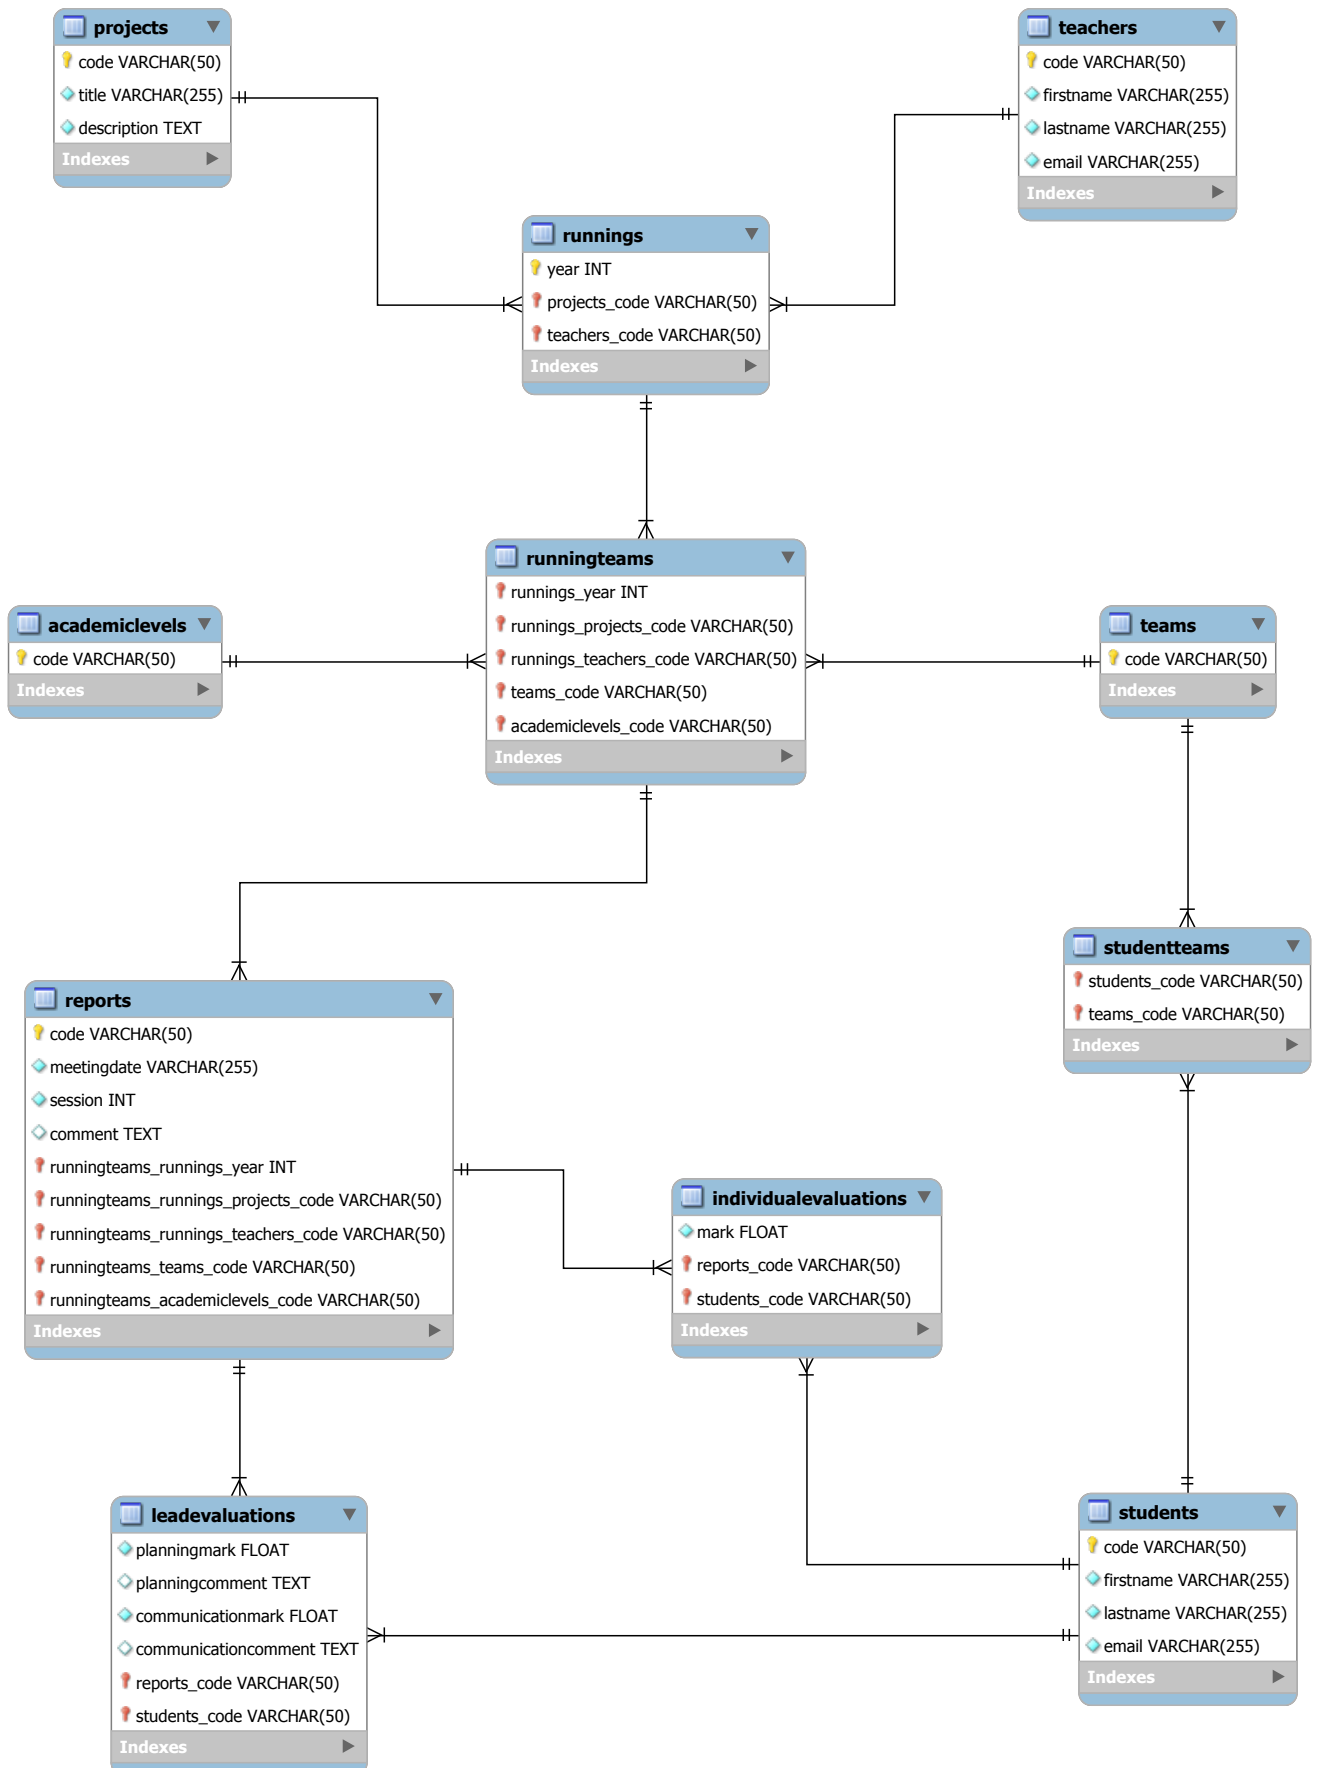 projects
code VARCHAR(50)
title VARCHAR(255)
description TEXT
Indexes
teachers
code VARCHAR(50)
firstname VARCHAR(255)
lastname VARCHAR(255)
email VARCHAR(255)
Indexes
runnings
year INT
projects_code VARCHAR(50)
teachers_code VARCHAR(50)
Indexes
runningteams
runnings_year INT
runnings_projects_code VARCHAR(50)
runnings_teachers_code VARCHAR(50)
teams_code VARCHAR(50)
academiclevels_code VARCHAR(50)
Indexes
academiclevels
code VARCHAR(50)
Indexes
teams
code VARCHAR(50)
Indexes
studentteams
students_code VARCHAR(50)
teams_code VARCHAR(50)
Indexes
reports
code VARCHAR(50)
meetingdate VARCHAR(255)
session INT
comment TEXT
runningteams_runnings_year INT
runningteams_runnings_projects_code VARCHAR(50)
runningteams_runnings_teachers_code VARCHAR(50)
runningteams_teams_code VARCHAR(50)
runningteams_academiclevels_code VARCHAR(50)
Indexes
individualevaluations
mark FLOAT
reports_code VARCHAR(50)
students_code VARCHAR(50)
Indexes
leadevaluations
planningmark FLOAT
planningcomment TEXT
communicationmark FLOAT
communicationcomment TEXT
reports_code VARCHAR(50)
students_code VARCHAR(50)
Indexes
students
code VARCHAR(50)
firstname VARCHAR(255)
lastname VARCHAR(255)
email VARCHAR(255)
Indexes